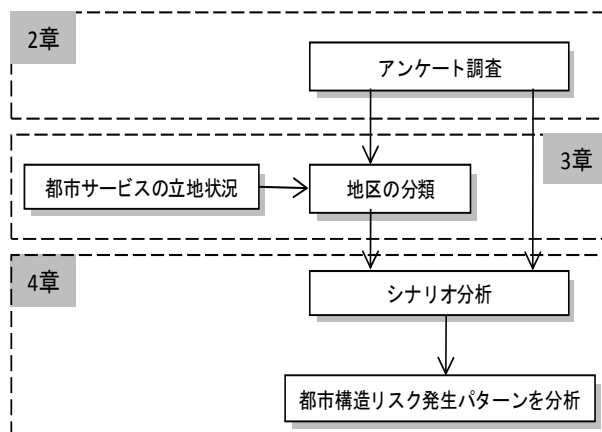 2章
アンケート調査
3章
都市サービスの立地状況
地区の分類
4章
シナリオ分析
都市構造リスク発生パターンを分析